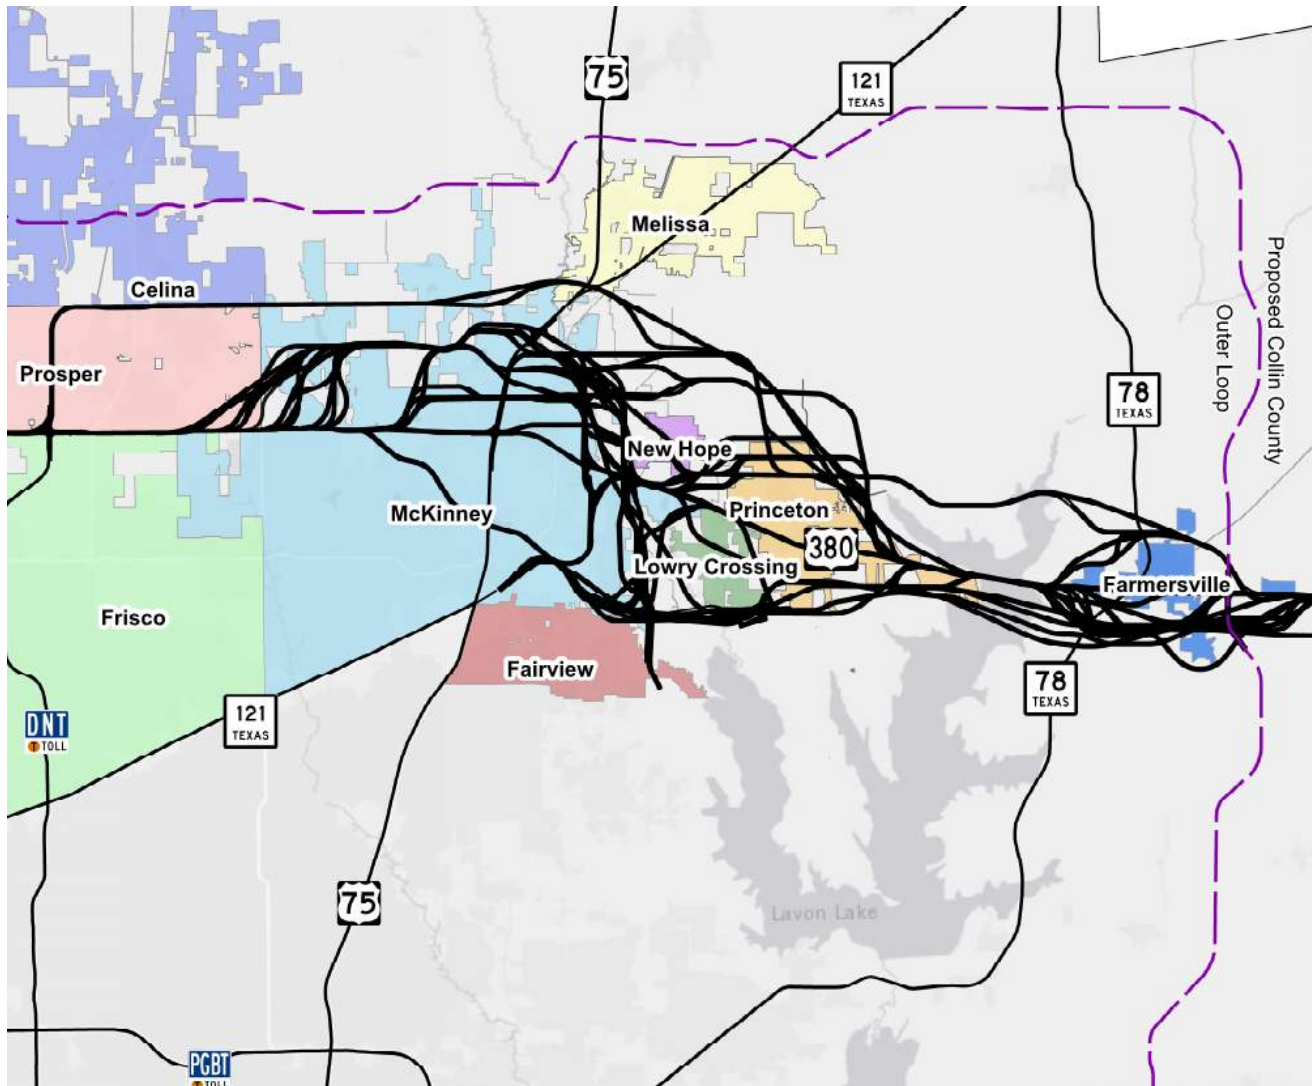 75
121
TEXAS
Melissa
Proposed Collin County
Outer Loop
Celina
Prosper
78
TEXAS
New Hope
McKinney
Princeton
380
Lowry Crossing
Farmersville
Frisco
Fairview
78
TEXAS
121
TEXAS
DNT
T TOLL
75
Lavon Lake
PGBT
T TOLL